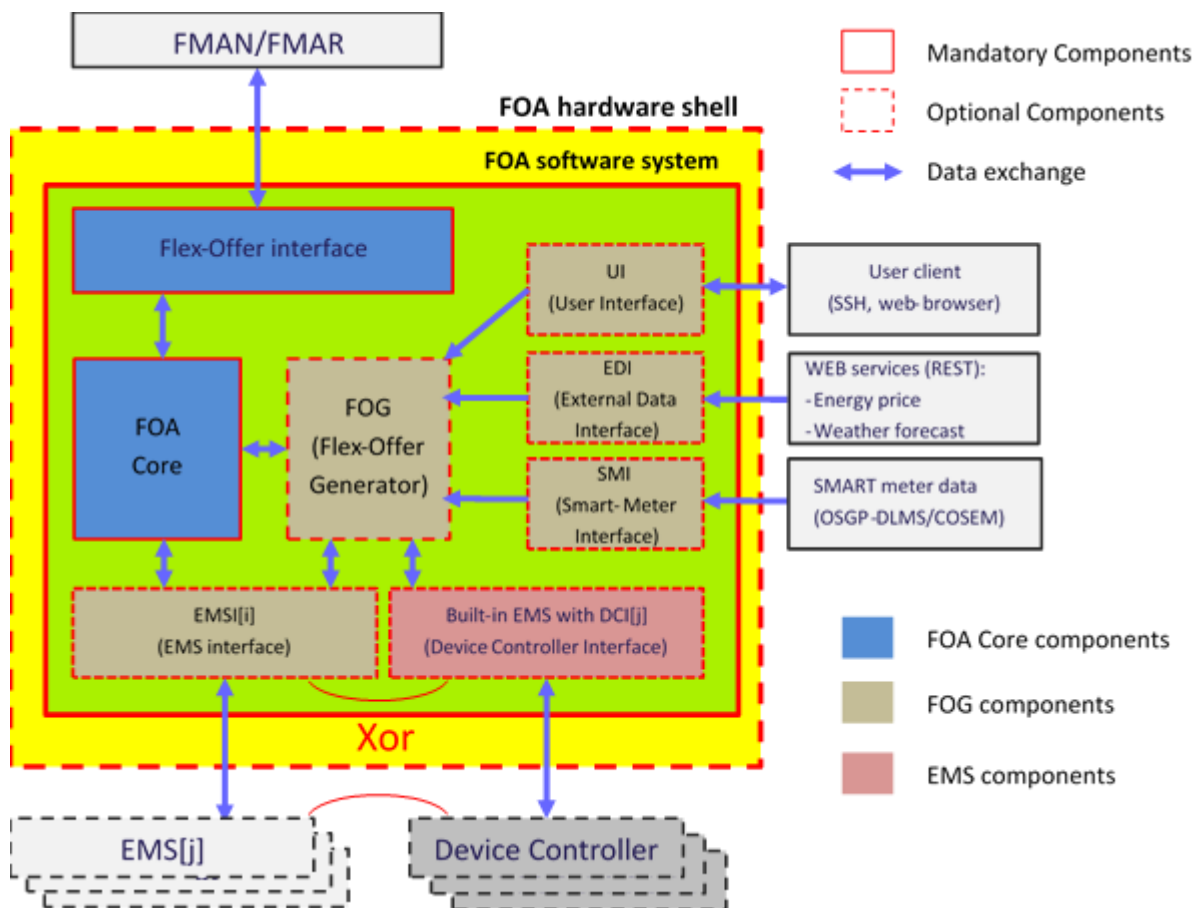 FMAN/FMAR
Mandatory Components
Optional Components
Data exchange
FOA hardware shell
FOA software system
Flex-Offer interface
UI
(User Interface)
User client
(SSH, web-browser)
FOA
Core
FOG
(Flex-Offer
Generator)
EDI
(External Data
Interface)
WEB services (REST):
-Energy price
-Weather forecast
SMI
(Smart- Meter
Interface)
SMART meter data
(OSGP-DLMS/COSEM)
EMSI[i]
(EMS interface)
Built-in EMS with DCI[j]
(Device Controller Interface)
FOA Core components
FOG components
EMS components
Xor
EMS[j]
Device Controller